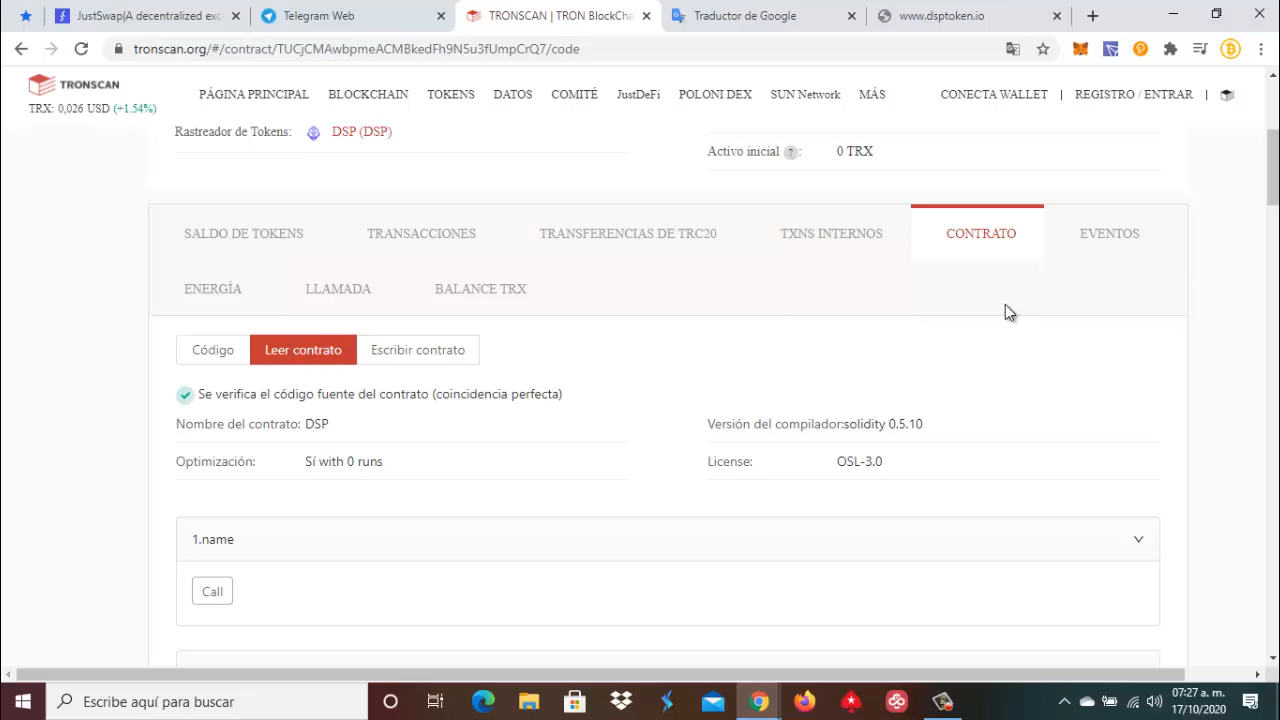 JustSwap|A decentralized exc
Telegram Web
TRONSCAN | TRON BlockCha
Traductor de Google
www.dsptoken.io
tronscan.org/#/contract/TUCjCMAwbpmeACMBkedFh9N5u3fUmpCrQ7/code
TRONSCAN
TRX: 0,026 USD (+1.54%)
PÁGINA PRINCIPAL BLOCKCHAIN TOKENS DATOS COMITÉ JustDeFi POLONI DEX SUN Network MÁS CONECTA WALLET | REGISTRO / ENTRAR |
Rastreador de Tokens: DSP (DSP)
Activo inicial ? : 0 TRX
SALDO DE TOKENS TRANSACCIONES TRANSFERENCIAS DE TRC20 TXNS INTERNOS CONTRATO EVENTOS
ENERGÍA LLAMADA BALANCE TRX
Código Leer contrato Escribir contrato
Se verifica el código fuente del contrato (coincidencia perfecta)
Nombre del contrato: DSP
Versión del compilador:solidity 0.5.10
Optimización: Sí with 0 runs
License: OSL-3.0
1.name
Call
Escribe aquí para buscar
07:27 a. m.
17/10/2020